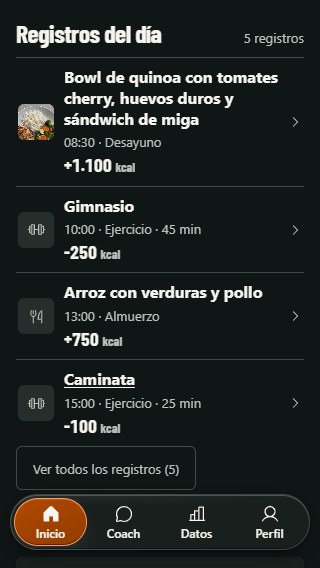 Registros del día
5 registros
Bowl de quinoa con tomates
cherry, huevos duros y
sándwich de miga
08:30 · Desayuno
+1.100 kcal
Gimnasio
10:00 · Ejercicio · 45 min
-250 kcal
Arroz con verduras y pollo
13:00 · Almuerzo
+750 kcal
Caminata
15:00 · Ejercicio · 25 min
-100 kcal
Ver todos los registros (5)
Inicio
Coach
Datos
Perfil